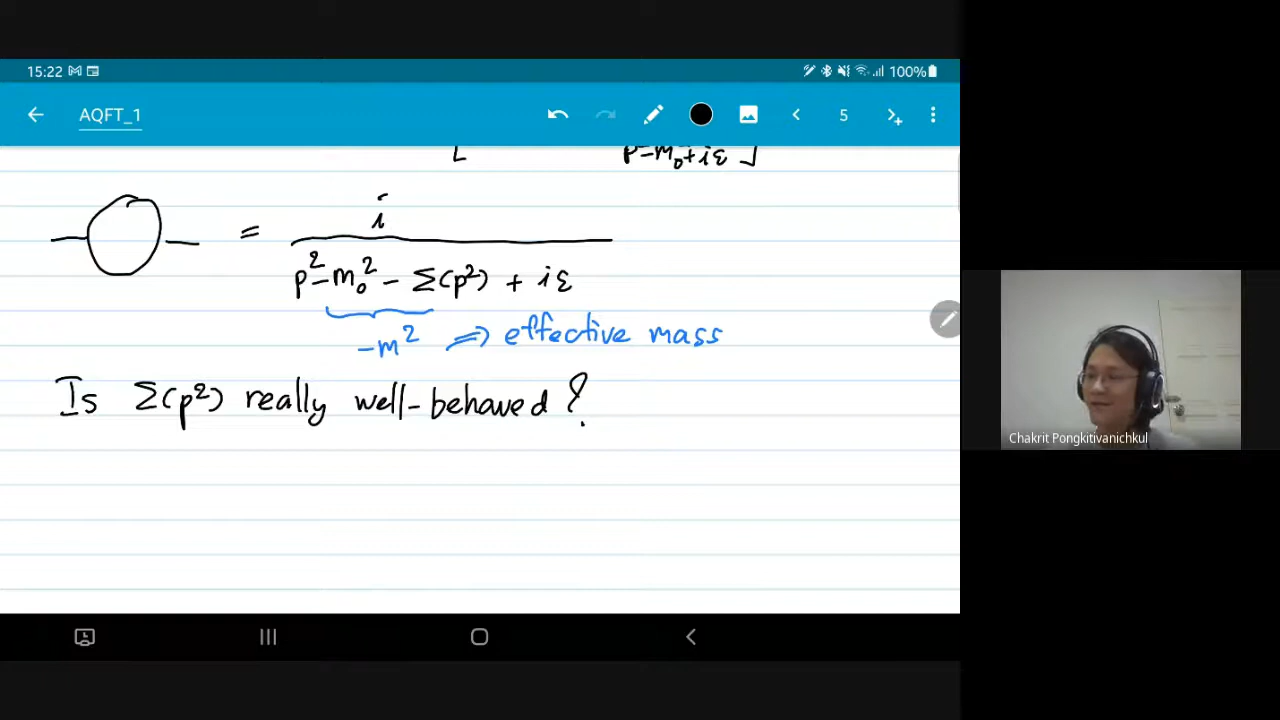 15:22 100%
AQFT_1 5
[ p²-m₀²+iε ]
= i / (p²-m₀² - Σ(p²) + iε)
-m² ⇒ effective mass
Is Σ(p²) really well-behaved ?
Chakrit Pongkitivanichkul